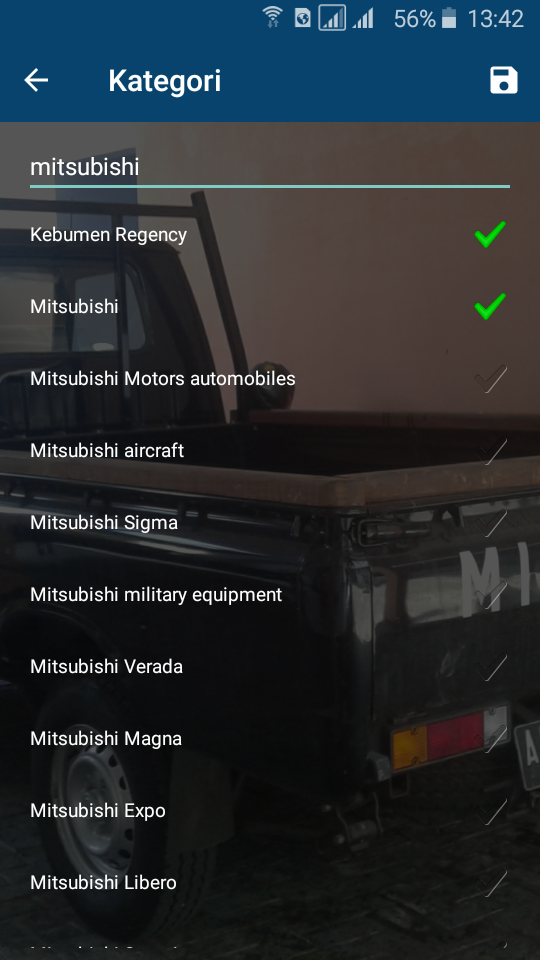 56% 13:42
Kategori
mitsubishi
Kebumen Regency
Mitsubishi
Mitsubishi Motors automobiles
Mitsubishi aircraft
Mitsubishi Sigma
Mitsubishi military equipment
Mitsubishi Verada
Mitsubishi Magna
Mitsubishi Expo
Mitsubishi Libero